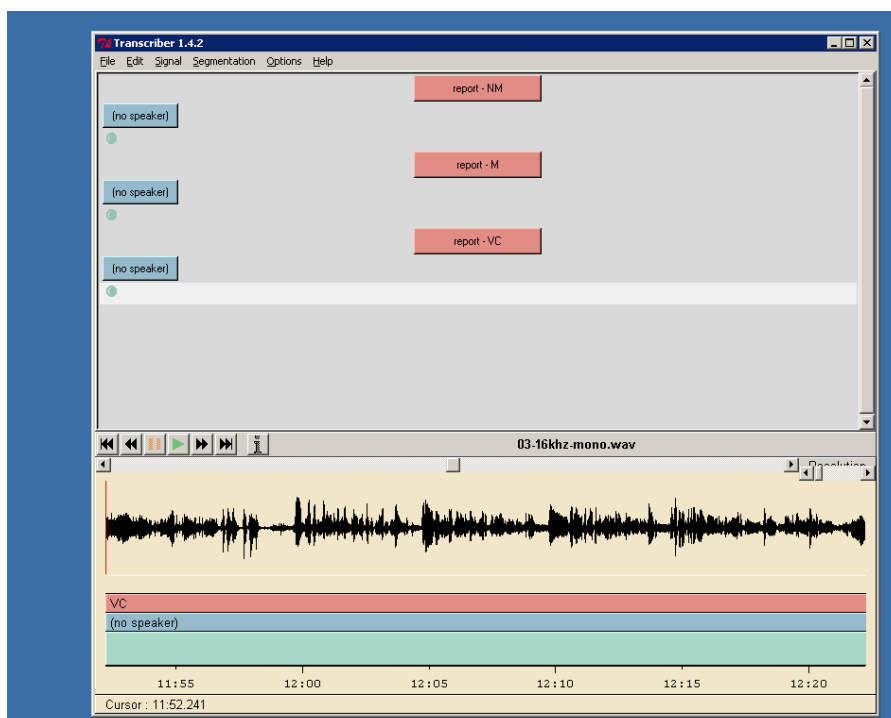 Transcriber 1.4.2
File Edit Signal Segmentation Options Help
report - NM
(no speaker)
report - M
(no speaker)
report - VC
(no speaker)
03-16khz-mono.wav
Resolution
VC
(no speaker)
11:55 12:00 12:05 12:10 12:15 12:20
Cursor : 11:52.241